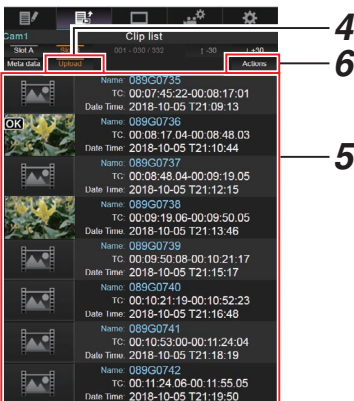 4
Cam1 Clip list
Slot A 001 - 030 / 332 ↑ -30 ↓ +30
6
Meta data Upload Actions
Name: 089G0735
TC: 00:07:45:22-00:08:17:01
Date Time: 2018-10-05 T21:09:13
OK
Name: 089G0736
TC: 00:08:17.04-00:08:48.03
Date Time: 2018-10-05 T21:10:44
5
Name: 089G0737
TC: 00:08:48.04-00:09:19.05
Date Time: 2018-10-05 T21:12:15
Name: 089G0738
TC: 00:09:19.06-00:09:50.05
Date Time: 2018-10-05 T21:13:46
Name: 089G0739
TC: 00:09:50:08-00:10:21:17
Date Time: 2018-10-05 T21:15:17
Name: 089G0740
TC: 00:10:21:19-00:10:52:23
Date Time: 2018-10-05 T21:16:48
Name: 089G0741
TC: 00:10:53:00-00:11:24:04
Date Time: 2018-10-05 T21:18:19
Name: 089G0742
TC: 00:11:24.06-00:11:55.05
Date Time: 2018-10-05 T21:19:50